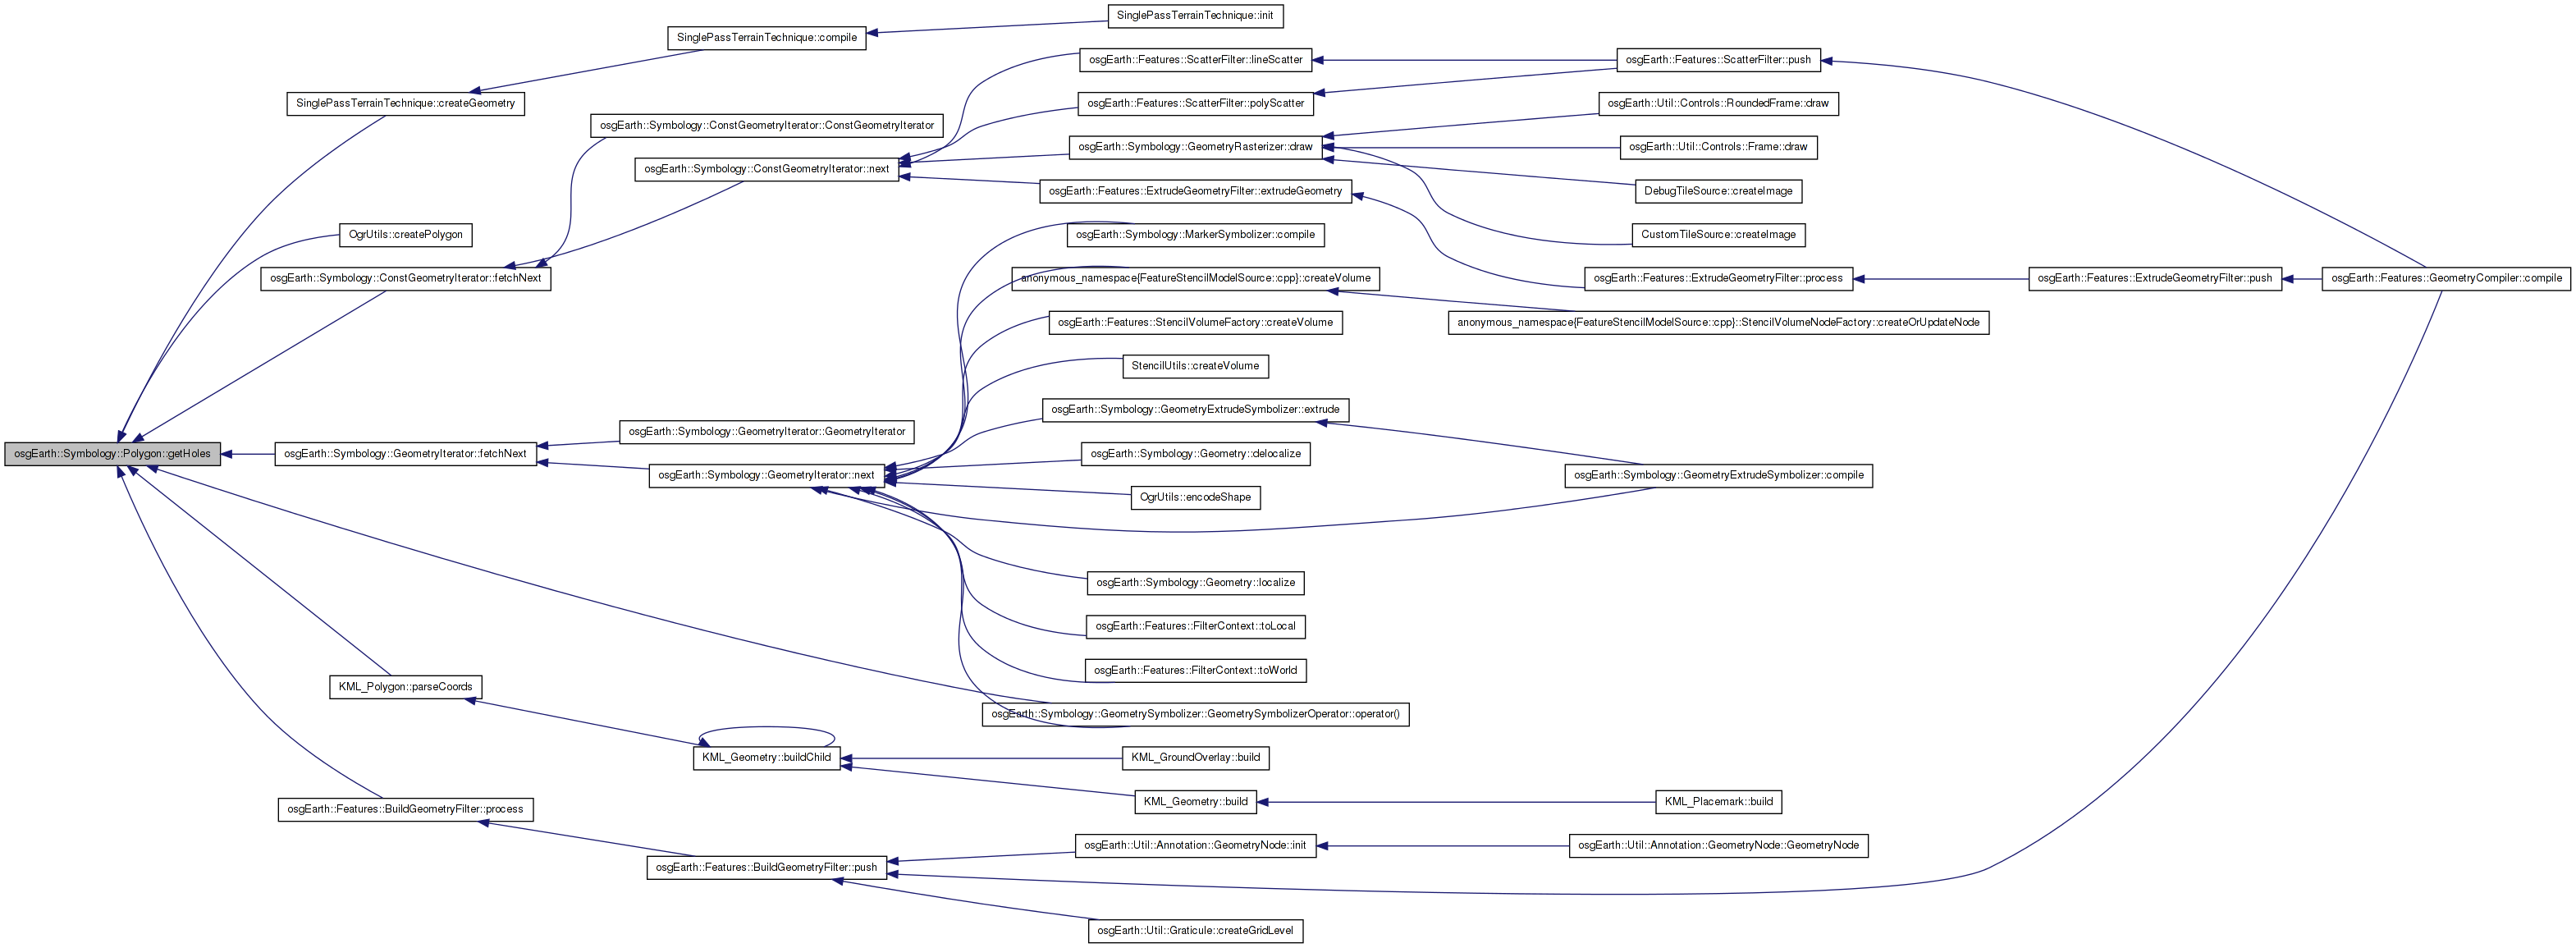 SinglePassTerrainTechnique::init
SinglePassTerrainTechnique::compile
osgEarth::Features::ScatterFilter::lineScatter
osgEarth::Features::ScatterFilter::push
SinglePassTerrainTechnique::createGeometry
osgEarth::Features::ScatterFilter::polyScatter
osgEarth::Util::Controls::RoundedFrame::draw
osgEarth::Symbology::ConstGeometryIterator::ConstGeometryIterator
osgEarth::Symbology::GeometryRasterizer::draw
osgEarth::Util::Controls::Frame::draw
osgEarth::Symbology::ConstGeometryIterator::next
osgEarth::Features::ExtrudeGeometryFilter::extrudeGeometry
DebugTileSource::createImage
OgrUtils::createPolygon
osgEarth::Symbology::MarkerSymbolizer::compile
CustomTileSource::createImage
osgEarth::Symbology::ConstGeometryIterator::fetchNext
anonymous_namespace{FeatureStencilModelSource::cpp}::createVolume
osgEarth::Features::ExtrudeGeometryFilter::process
osgEarth::Features::ExtrudeGeometryFilter::push
osgEarth::Features::GeometryCompiler::compile
osgEarth::Features::StencilVolumeFactory::createVolume
anonymous_namespace{FeatureStencilModelSource::cpp}::StencilVolumeNodeFactory::createOrUpdateNode
StencilUtils::createVolume
osgEarth::Symbology::GeometryExtrudeSymbolizer::extrude
osgEarth::Symbology::GeometryIterator::GeometryIterator
osgEarth::Symbology::Polygon::getHoles
osgEarth::Symbology::GeometryIterator::fetchNext
osgEarth::Symbology::Geometry::delocalize
osgEarth::Symbology::GeometryIterator::next
osgEarth::Symbology::GeometryExtrudeSymbolizer::compile
OgrUtils::encodeShape
osgEarth::Symbology::Geometry::localize
osgEarth::Features::FilterContext::toLocal
osgEarth::Features::FilterContext::toWorld
KML_Polygon::parseCoords
osgEarth::Symbology::GeometrySymbolizer::GeometrySymbolizerOperator::operator()
KML_Geometry::buildChild
KML_GroundOverlay::build
KML_Geometry::build
KML_Placemark::build
osgEarth::Features::BuildGeometryFilter::process
osgEarth::Util::Annotation::GeometryNode::init
osgEarth::Util::Annotation::GeometryNode::GeometryNode
osgEarth::Features::BuildGeometryFilter::push
osgEarth::Util::Graticule::createGridLevel